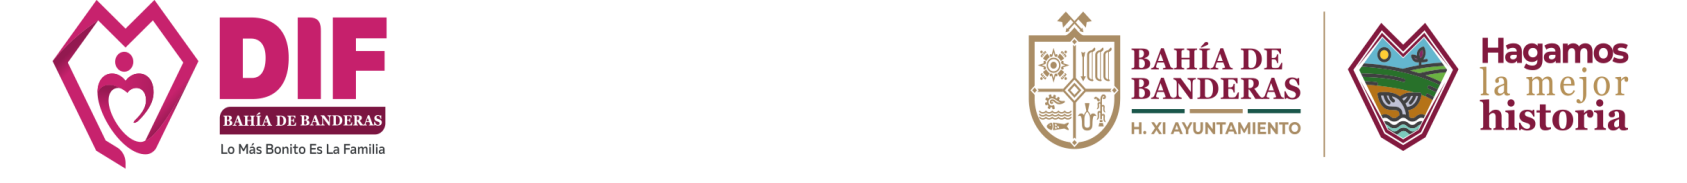 DIF
BAHÍA DE BANDERAS
Lo Más Bonito Es La Familia
BAHÍA DE
BANDERAS
H. XI AYUNTAMIENTO
Hagamos
la mejor
historia